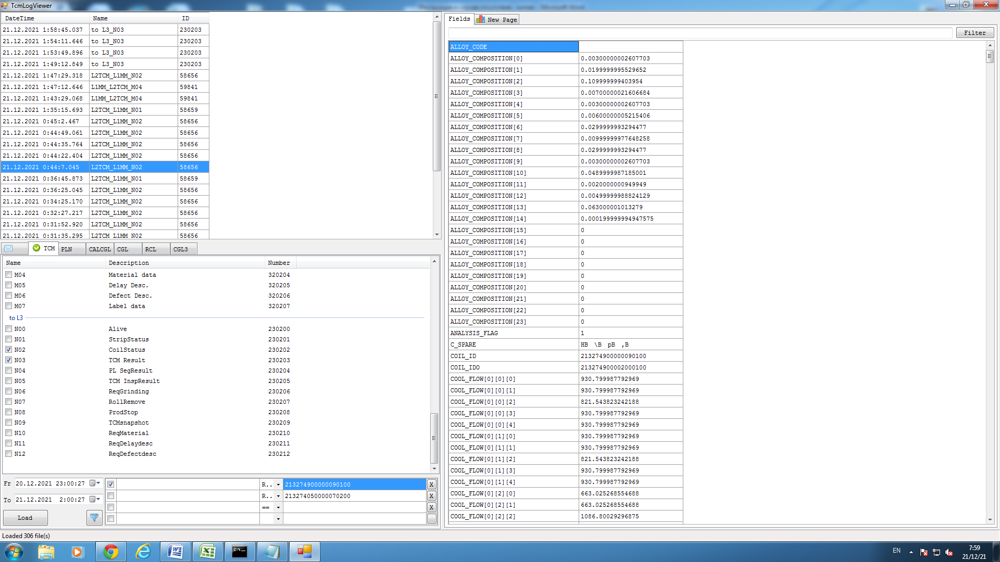 TcmLogViewer
DateTime Name ID
21.12.2021 1:58:45.037 to L3_N03 230203
21.12.2021 1:54:11.646 to L3_N03 230203
21.12.2021 1:53:49.896 to L3_N03 230203
21.12.2021 1:49:12.849 to L3_N03 230203
21.12.2021 1:47:29.318 L2TCM_L1MM_N02 58656
21.12.2021 1:47:12.646 L1MM_L2TCM_M04 59841
21.12.2021 1:43:29.068 L1MM_L2TCM_M04 59841
21.12.2021 1:35:15.693 L2TCM_L1MM_N01 58659
21.12.2021 0:45:2.467 L2TCM_L1MM_N02 58656
21.12.2021 0:44:49.061 L2TCM_L1MM_N02 58656
21.12.2021 0:44:35.764 L2TCM_L1MM_N02 58656
21.12.2021 0:44:22.404 L2TCM_L1MM_N02 58656
21.12.2021 0:44:7.045 L2TCM_L1MM_N02 58656
21.12.2021 0:36:45.873 L2TCM_L1MM_N01 58659
21.12.2021 0:36:25.045 L2TCM_L1MM_N02 58656
21.12.2021 0:34:25.170 L2TCM_L1MM_N02 58656
21.12.2021 0:32:27.217 L2TCM_L1MM_N02 58656
21.12.2021 0:31:52.920 L2TCM_L1MM_N02 58656
21.12.2021 0:31:35.295 L2TCM_L1MM_N02 58656
TCM PLN CALCGL CGL RCL CGL3
Name Description Number
M04 Material data 320204
M05 Delay Desc. 320205
M06 Defect Desc. 320206
M07 Label data 320207
to L3
N00 Alive 230200
N01 StripStatus 230201
N02 CoilStatus 230202
N03 TCM Result 230203
N04 PL SegResult 230204
N05 TCM InspResult 230205
N06 ReqGrinding 230206
N07 RollRemove 230207
N08 ProdStop 230208
N09 TCMsnapshot 230209
N10 ReqMaterial 230210
N11 ReqDelaydesc 230211
N12 ReqDefectdesc 230212
Fr 20.12.2021 23:00:27
To 21.12.2021 2:00:27
Load
R.. 213274900000090100 X
R.. 213274050000070200 X
== X
Loaded 306 file(s)
Fields New Page
Filter
ALLOY_CODE
ALLOY_COMPOSITION[0] 0.00300000002607703
ALLOY_COMPOSITION[1] 0.0199999995529652
ALLOY_COMPOSITION[2] 0.109999999403954
ALLOY_COMPOSITION[3] 0.00700000021606684
ALLOY_COMPOSITION[4] 0.00300000002607703
ALLOY_COMPOSITION[5] 0.00600000005215406
ALLOY_COMPOSITION[6] 0.0299999993294477
ALLOY_COMPOSITION[7] 0.00999999977648258
ALLOY_COMPOSITION[8] 0.0299999993294477
ALLOY_COMPOSITION[9] 0.00300000002607703
ALLOY_COMPOSITION[10] 0.0489999987185001
ALLOY_COMPOSITION[11] 0.0020000000949949
ALLOY_COMPOSITION[12] 0.00499999988824129
ALLOY_COMPOSITION[13] 0.063000001013279
ALLOY_COMPOSITION[14] 0.000199999994947575
ALLOY_COMPOSITION[15] 0
ALLOY_COMPOSITION[16] 0
ALLOY_COMPOSITION[17] 0
ALLOY_COMPOSITION[18] 0
ALLOY_COMPOSITION[19] 0
ALLOY_COMPOSITION[20] 0
ALLOY_COMPOSITION[21] 0
ALLOY_COMPOSITION[22] 0
ALLOY_COMPOSITION[23] 0
ANALYSIS_FLAG 1
C_SPARE HB \B pB ,B
COIL_ID 213274900000090100
COIL_IDO 213274900002000100
COOL_FLOW[0][0][0] 930.799987792969
COOL_FLOW[0][0][1] 930.799987792969
COOL_FLOW[0][0][2] 821.543823242188
COOL_FLOW[0][0][3] 930.799987792969
COOL_FLOW[0][0][4] 930.799987792969
COOL_FLOW[0][1][0] 930.799987792969
COOL_FLOW[0][1][1] 930.799987792969
COOL_FLOW[0][1][2] 821.543823242188
COOL_FLOW[0][1][3] 930.799987792969
COOL_FLOW[0][1][4] 930.799987792969
COOL_FLOW[0][2][0] 663.025268554688
COOL_FLOW[0][2][1] 663.025268554688
COOL_FLOW[0][2][2] 1086.80029296875
EN
7:59
21/12/21